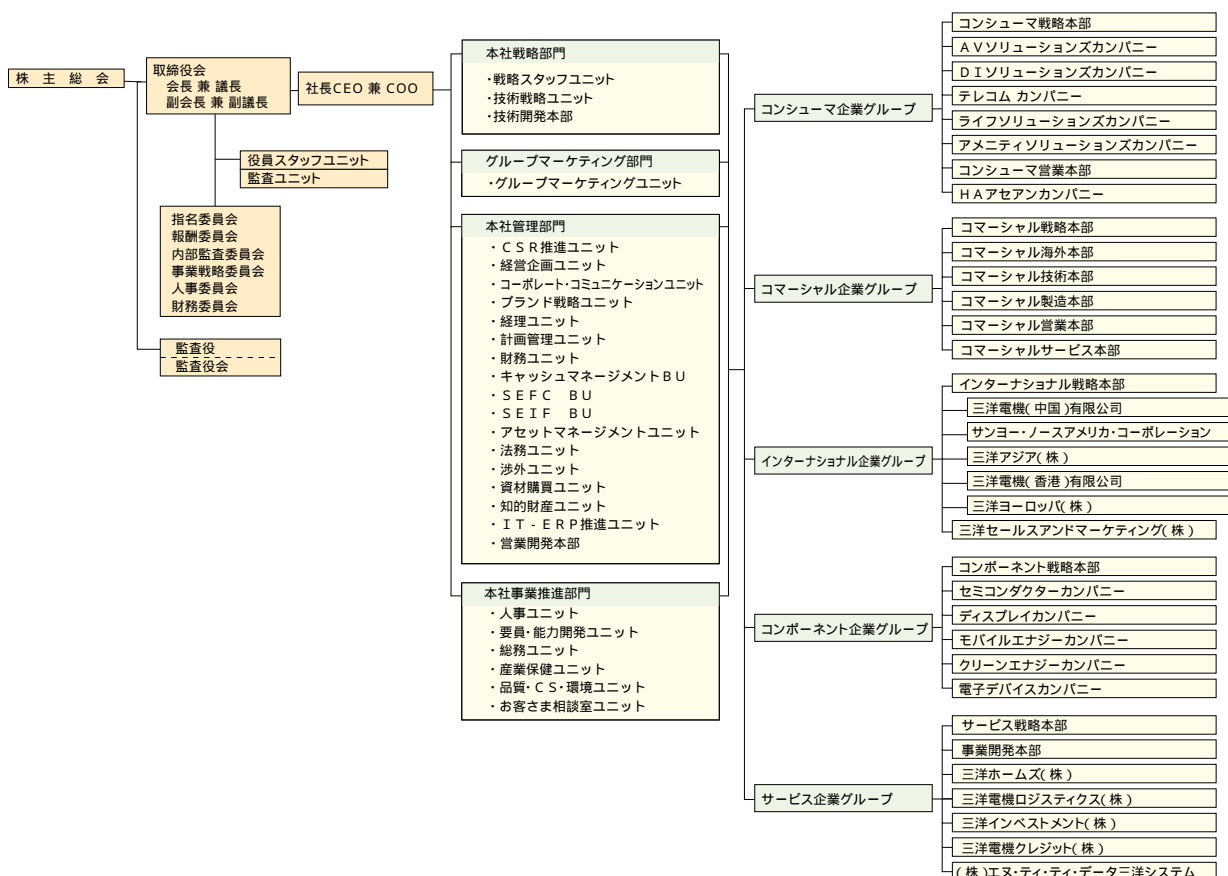 株 主 総 会
取締役会
会長 兼 議長
副会長 兼 副議長
社長CEO 兼 COO
役員スタッフユニット
監査ユニット
指名委員会
報酬委員会
内部監査委員会
事業戦略委員会
人事委員会
財務委員会
監査役
監査役会
本社戦略部門
・戦略スタッフユニット
・技術戦略ユニット
・技術開発本部
グループマーケティング部門
・グループマーケティングユニット
本社管理部門
・ＣＳＲ推進ユニット
・経営企画ユニット
・コーポレート・コミュニケーションユニット
・ブランド戦略ユニット
・経理ユニット
・計画管理ユニット
・財務ユニット
・キャッシュマネージメントＢＵ
・ＳＥＦＣ　ＢＵ
・ＳＥＩＦ　ＢＵ
・アセットマネージメントユニット
・法務ユニット
・渉外ユニット
・資材購買ユニット
・知的財産ユニット
・ＩＴ‐ＥＲＰ推進ユニット
・営業開発本部
本社事業推進部門
・人事ユニット
・要員・能力開発ユニット
・総務ユニット
・産業保健ユニット
・品質・ＣＳ・環境ユニット
・お客さま相談室ユニット
コンシューマ企業グループ
コンシューマ戦略本部
ＡＶソリューションズカンパニー
ＤＩソリューションズカンパニー
テレコム カンパニー
ライフソリューションズカンパニー
アメニティソリューションズカンパニー
コンシューマ営業本部
ＨＡアセアンカンパニー
コマーシャル企業グループ
コマーシャル戦略本部
コマーシャル海外本部
コマーシャル技術本部
コマーシャル製造本部
コマーシャル営業本部
コマーシャルサービス本部
インターナショナル企業グループ
インターナショナル戦略本部
三洋電機(中国)有限公司
サンヨー・ノースアメリカ・コーポレーション
三洋アジア(株)
三洋電機(香港)有限公司
三洋ヨーロッパ(株)
三洋セールスアンドマーケティング(株)
コンポーネント企業グループ
コンポーネント戦略本部
セミコンダクターカンパニー
ディスプレイカンパニー
モバイルエナジーカンパニー
クリーンエナジーカンパニー
電子デバイスカンパニー
サービス企業グループ
サービス戦略本部
事業開発本部
三洋ホームズ(株)
三洋電機ロジスティクス(株)
三洋インベストメント(株)
三洋電機クレジット(株)
(株)エヌ・ティ・ティ・データ三洋システム